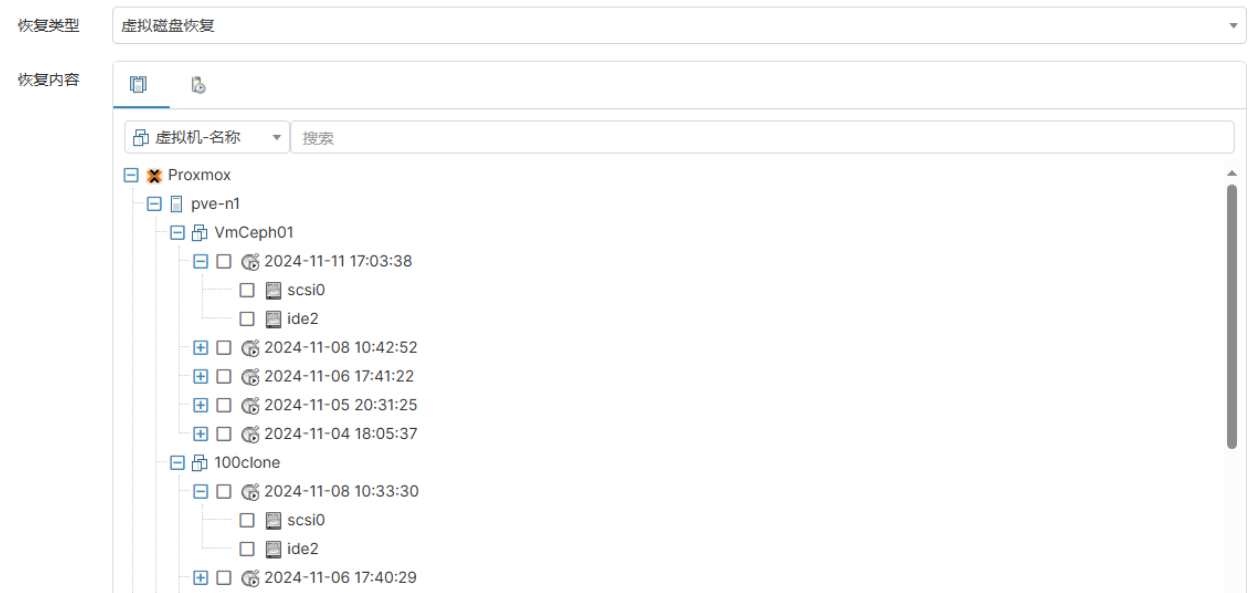 恢复类型
虚拟磁盘恢复
恢复内容
虚拟机-名称
搜索
Proxmox
pve-n1
VmCeph01
2024-11-11 17:03:38
scsi0
ide2
2024-11-08 10:42:52
2024-11-06 17:41:22
2024-11-05 20:31:25
2024-11-04 18:05:37
100clone
2024-11-08 10:33:30
scsi0
ide2
2024-11-06 17:40:29